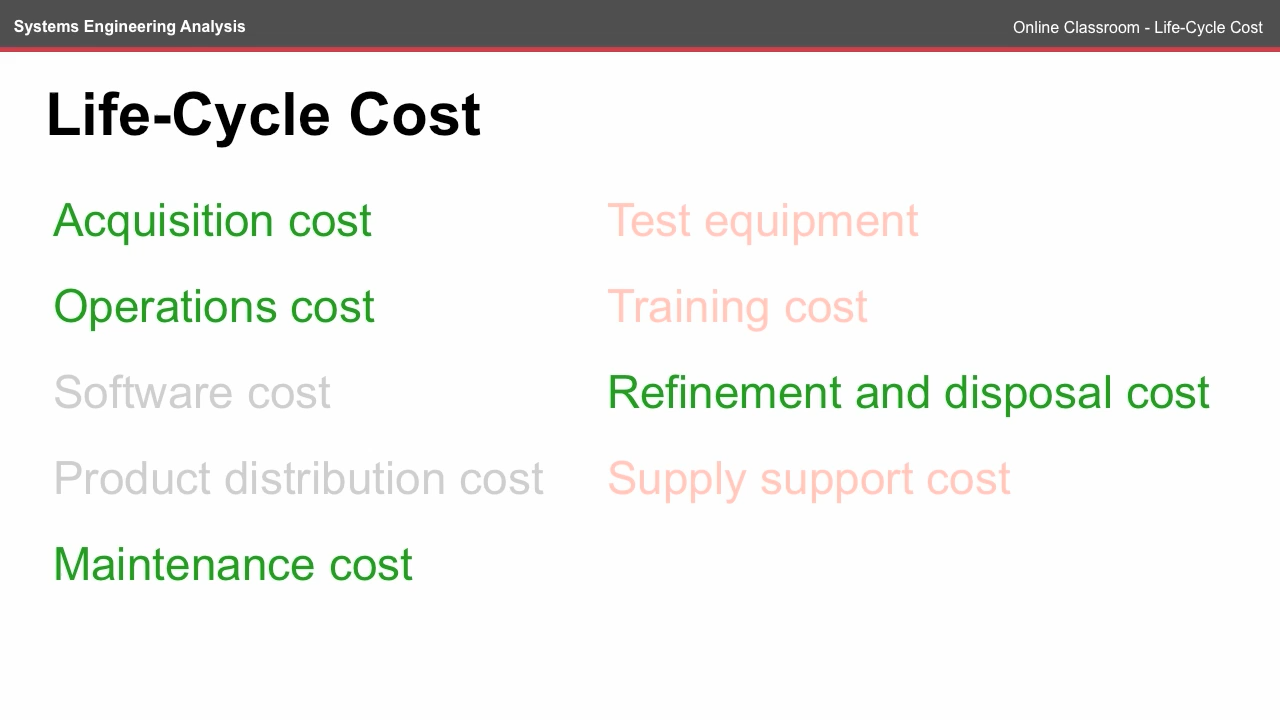 Systems Engineering Analysis
Online Classroom - Life-Cycle Cost
Life-Cycle Cost
Acquisition cost
Operations cost
Software cost
Product distribution cost
Maintenance cost
Test equipment
Training cost
Refinement and disposal cost
Supply support cost